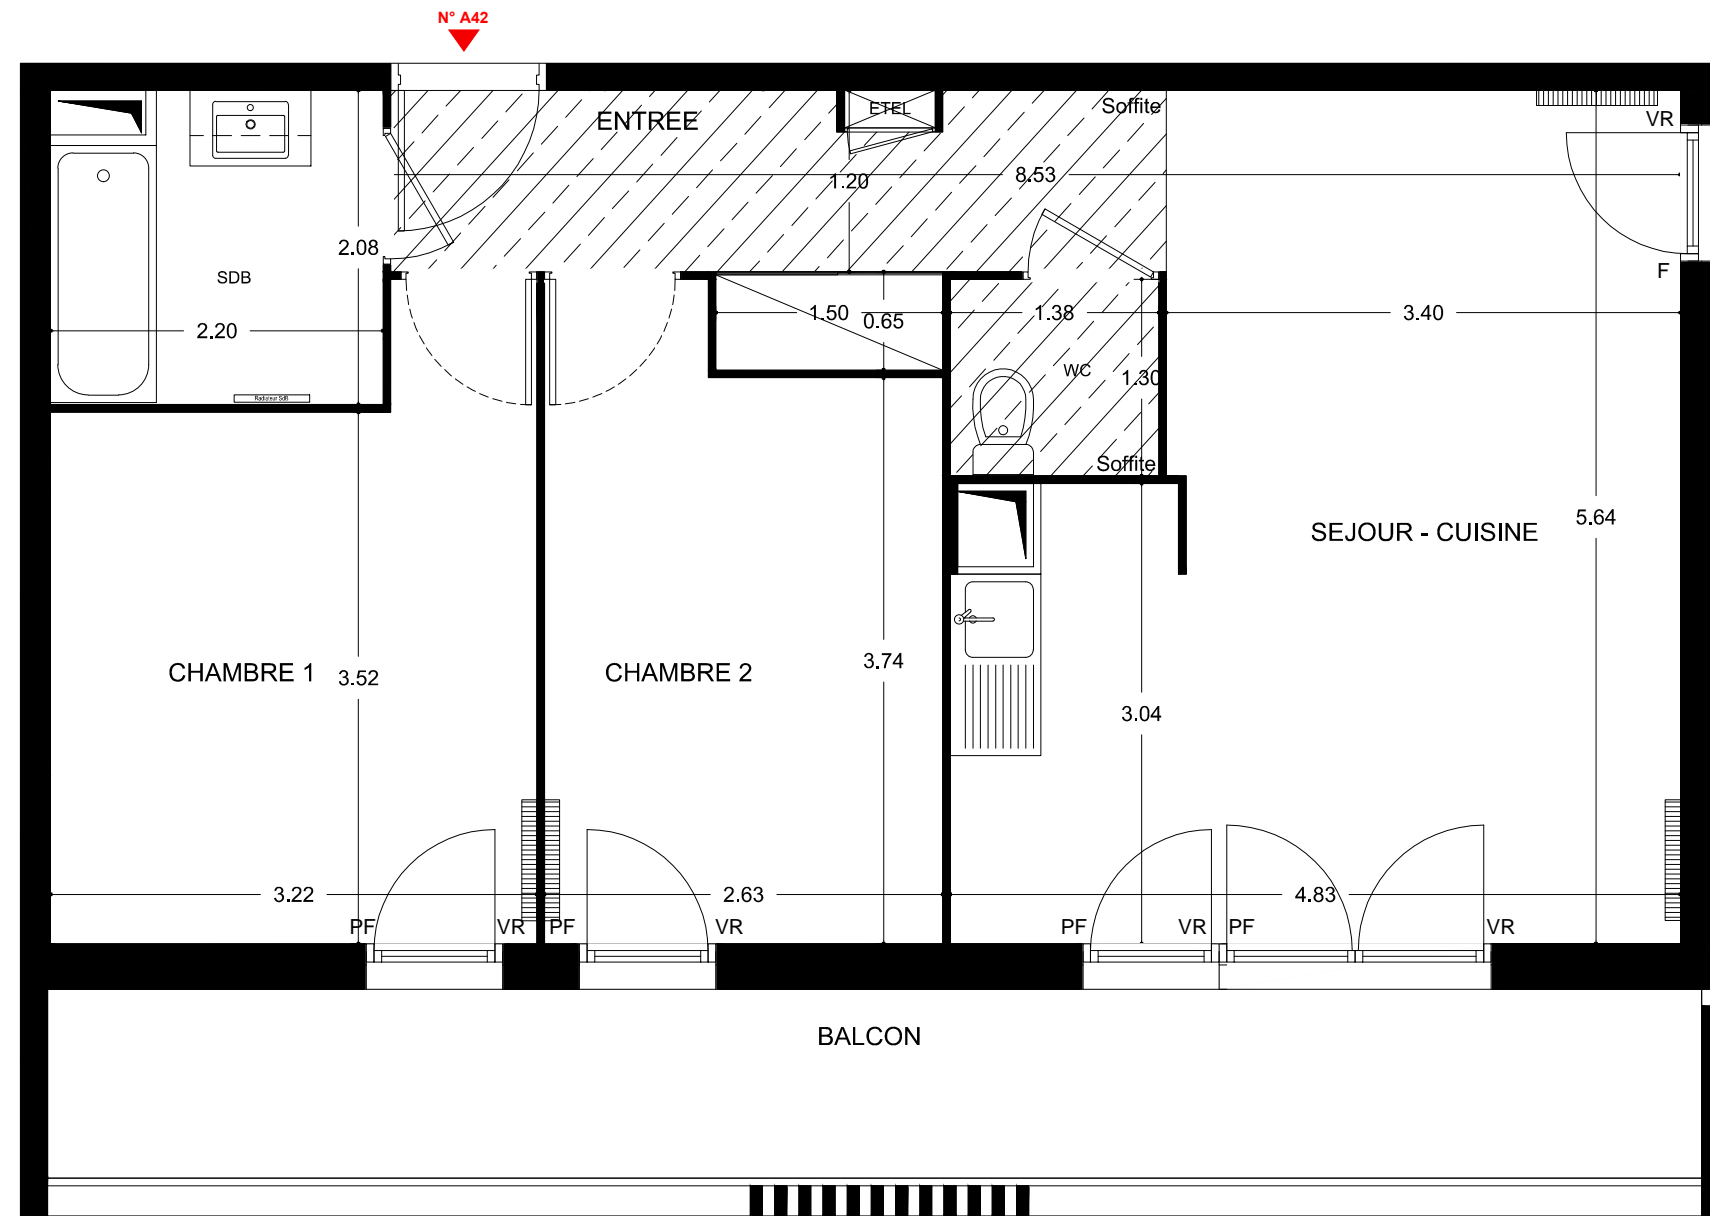 N° A42
ENTREE
ETEL
Soffite
VR
1.20
8.53
2.08
SDB
F
2.20
1.50
0.65
1.38
3.40
WC
1.30
Radiateur SdB
Soffite
5.64
SEJOUR - CUISINE
CHAMBRE 1
3.52
CHAMBRE 2
3.74
3.04
3.22
2.63
4.83
PF
VR
PF
VR
PF
VR
PF
VR
BALCON